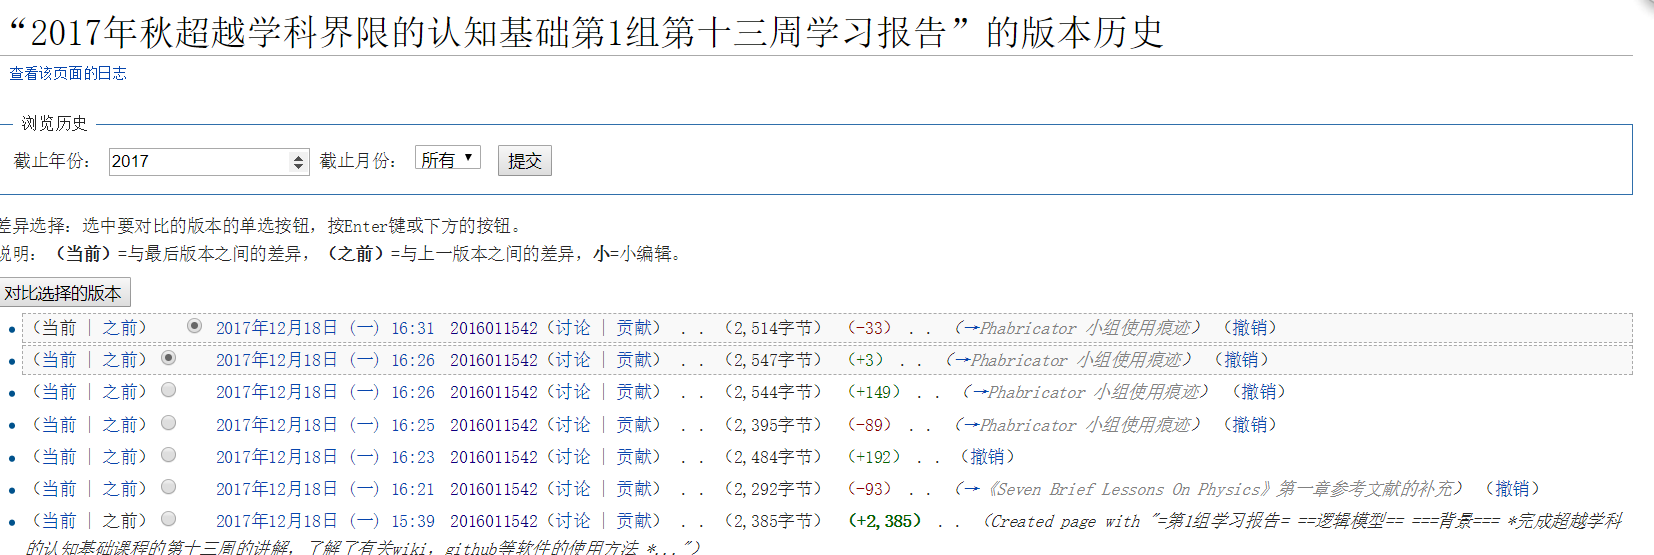 “2017年秋超越学科界限的认知基础第1组第十三周学习报告”的版本历史
查看该页面的日志
浏览历史
截止年份： 2017 截止月份： 所有 提交
差异选择：选中要对比的版本的单选按钮，按Enter键或下方的按钮。
说明：（当前）=与最后版本之间的差异，（之前）=与上一版本之间的差异，小=小编辑。
对比选择的版本
（当前 | 之前） 2017年12月18日 (一) 16:31 2016011542（讨论 | 贡献） . . （2,514字节） （-33） . . （→Phabricator 小组使用痕迹） （撤销）
（当前 | 之前） 2017年12月18日 (一) 16:26 2016011542（讨论 | 贡献） . . （2,547字节） （+3） . . （→Phabricator 小组使用痕迹） （撤销）
（当前 | 之前） 2017年12月18日 (一) 16:26 2016011542（讨论 | 贡献） . . （2,544字节） （+149） . . （→Phabricator 小组使用痕迹） （撤销）
（当前 | 之前） 2017年12月18日 (一) 16:25 2016011542（讨论 | 贡献） . . （2,395字节） （-89） . . （→Phabricator 小组使用痕迹） （撤销）
（当前 | 之前） 2017年12月18日 (一) 16:23 2016011542（讨论 | 贡献） . . （2,484字节） （+192） . . （撤销）
（当前 | 之前） 2017年12月18日 (一) 16:21 2016011542（讨论 | 贡献） . . （2,292字节） （-93） . . （→《Seven Brief Lessons On Physics》第一章参考文献的补充） （撤销）
（当前 | 之前） 2017年12月18日 (一) 15:39 2016011542（讨论 | 贡献） . . （2,385字节） （+2,385） . . （Created page with "=第1组学习报告= ==逻辑模型== ===背景=== *完成超越学科
的认知基础课程的第十三周的讲解，了解了有关wiki，github等软件的使用方法 *..."）